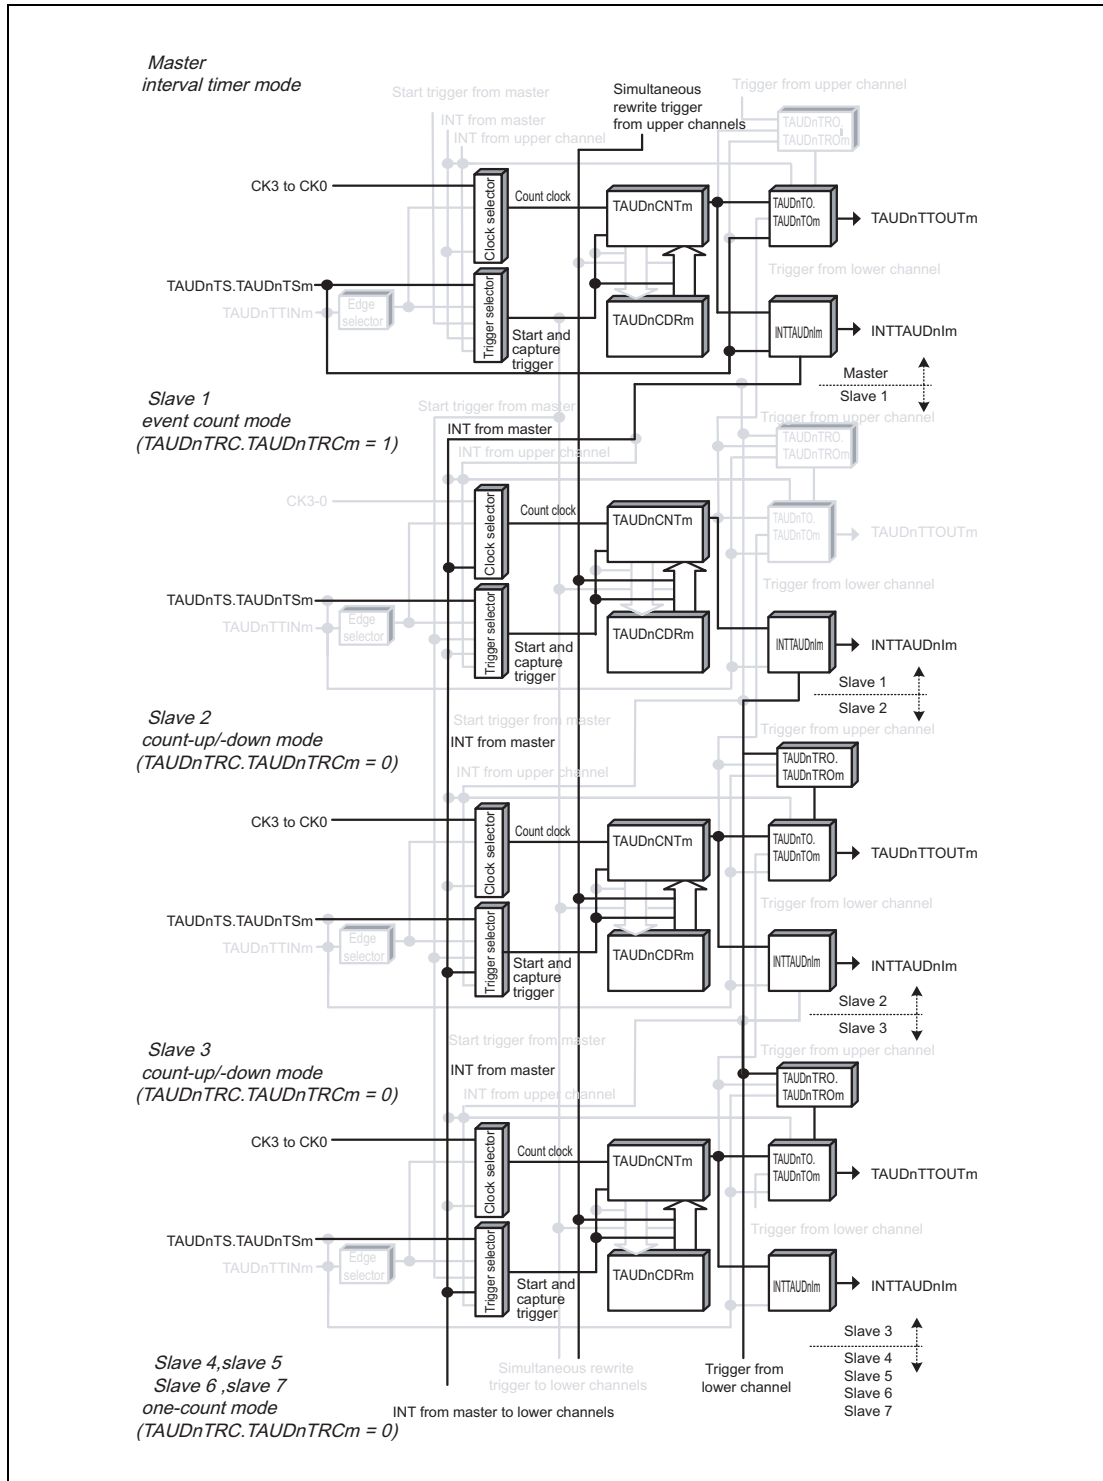 Master
interval timer mode
Start trigger from master
INT from master
INT from upper channel
Simultaneous
rewrite trigger
from upper channels
Trigger from upper channel
TAUDnTRO.
TAUDnTROm
CK3 to CK0
Clock selector
Count clock
TAUDnCNTm
TAUDnTO.
TAUDnTOm
TAUDnTTOUTm
TAUDnTS.TAUDnTSm
TAUDnTTINm
Edge
selector
Trigger selector
Start and
capture
trigger
TAUDnCDRm
Trigger from lower channel
INTTAUDnIm
INTTAUDnIm
Master
Slave 1
Slave 1
event count mode
(TAUDnTRC.TAUDnTRCm = 1)
Start trigger from master
INT from master
INT from upper channel
Trigger from upper channel
TAUDnTRO.
TAUDnTROm
CK3-0
Clock selector
Count clock
TAUDnCNTm
TAUDnTO.
TAUDnTOm
TAUDnTTOUTm
TAUDnTS.TAUDnTSm
TAUDnTTINm
Edge
selector
Trigger selector
Start and
capture
trigger
TAUDnCDRm
Trigger from lower channel
INTTAUDnIm
INTTAUDnIm
Slave 1
Slave 2
Slave 2
count-up/-down mode
(TAUDnTRC.TAUDnTRCm = 0)
Start trigger from master
INT from master
INT from upper channel
Trigger from upper channel
TAUDnTRO.
TAUDnTROm
CK3 to CK0
Clock selector
Count clock
TAUDnCNTm
TAUDnTO.
TAUDnTOm
TAUDnTTOUTm
TAUDnTS.TAUDnTSm
TAUDnTTINm
Edge
selector
Trigger selector
Start and
capture
trigger
TAUDnCDRm
Trigger from lower channel
INTTAUDnIm
INTTAUDnIm
Slave 2
Slave 3
Slave 3
count-up/-down mode
(TAUDnTRC.TAUDnTRCm = 0)
Start trigger from master
INT from master
INT from upper channel
Trigger from upper channel
TAUDnTRO.
TAUDnTROm
CK3 to CK0
Clock selector
Count clock
TAUDnCNTm
TAUDnTO.
TAUDnTOm
TAUDnTTOUTm
TAUDnTS.TAUDnTSm
TAUDnTTINm
Edge
selector
Trigger selector
Start and
capture
trigger
TAUDnCDRm
Trigger from lower channel
INTTAUDnIm
INTTAUDnIm
Slave 3
Slave 4
Slave 5
Slave 6
Slave 7
Slave 4,slave 5
Slave 6 ,slave 7
one-count mode
(TAUDnTRC.TAUDnTRCm = 0)
Simultaneous rewrite
trigger to lower channels
Trigger from
lower channel
INT from master to lower channels